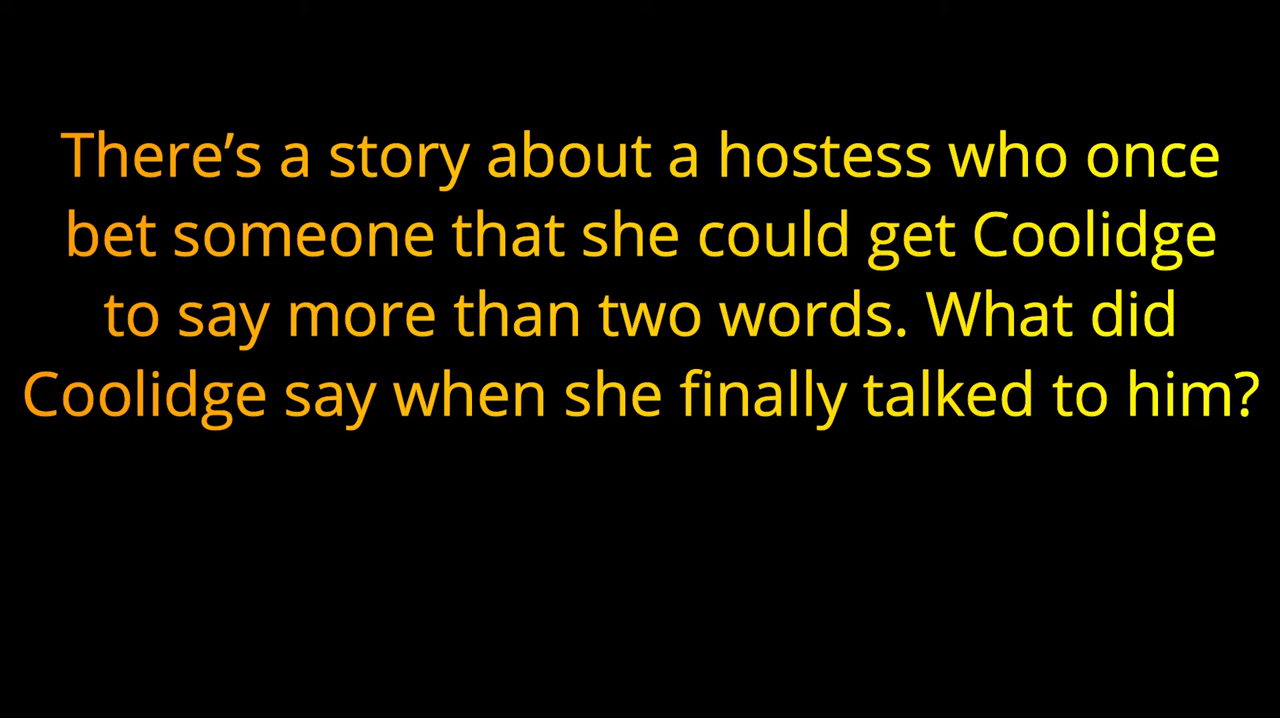 There’s a story about a hostess who once
bet someone that she could get Coolidge
to say more than two words. What did
Coolidge say when she finally talked to him?